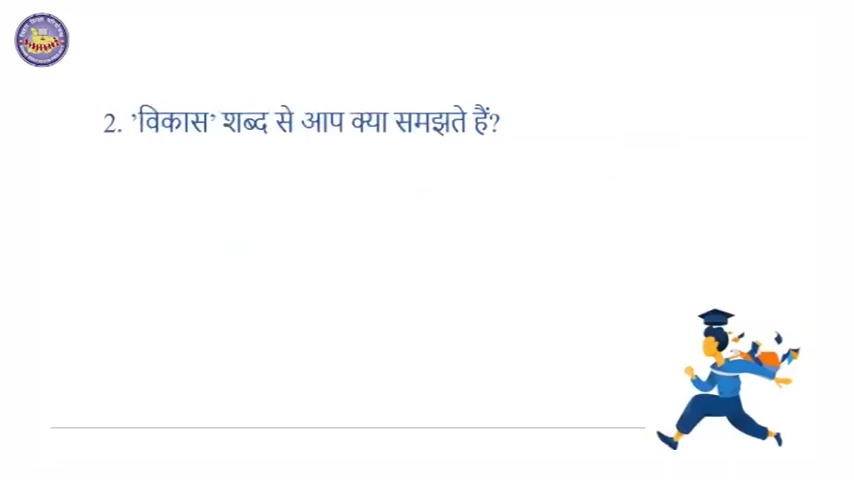 2. ’विकास’ शब्द से आप क्या समझते हैं?